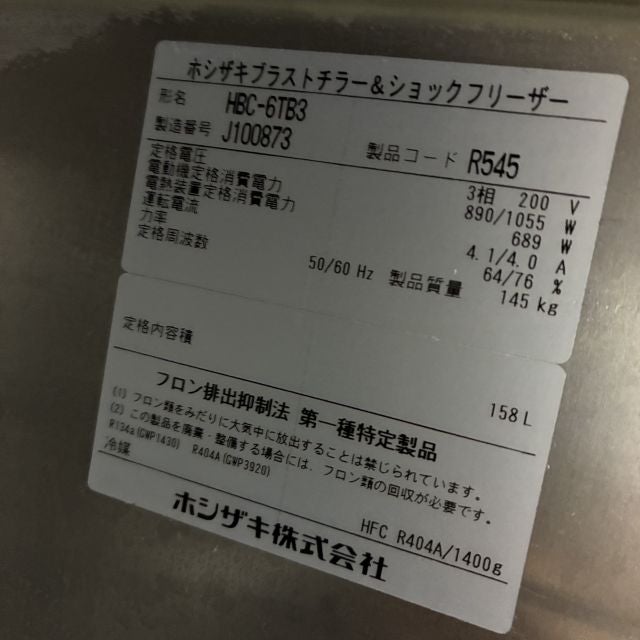 ホシザキブラストチラー＆ショックフリーザー
形名 HBC-6TB3
製造番号 J100873 製品コード R545
定格電圧 3相 200 V
電動機定格消費電力 890/1055 W
電熱装置定格消費電力 689 W
運転電流 4.1/4.0 A
力率 64/76 %
定格周波数 50/60 Hz 製品質量 145 kg
定格内容積 158 L
フロン排出抑制法 第一種特定製品
(1) フロン類をみだりに大気中に放出することは禁じられています。
(2) この製品を廃棄・整備する場合には、フロン類の回収が必要です。
R134a(GWP1430) R404A(GWP3920)
冷媒 HFC R404A/1400g
ホシザキ株式会社